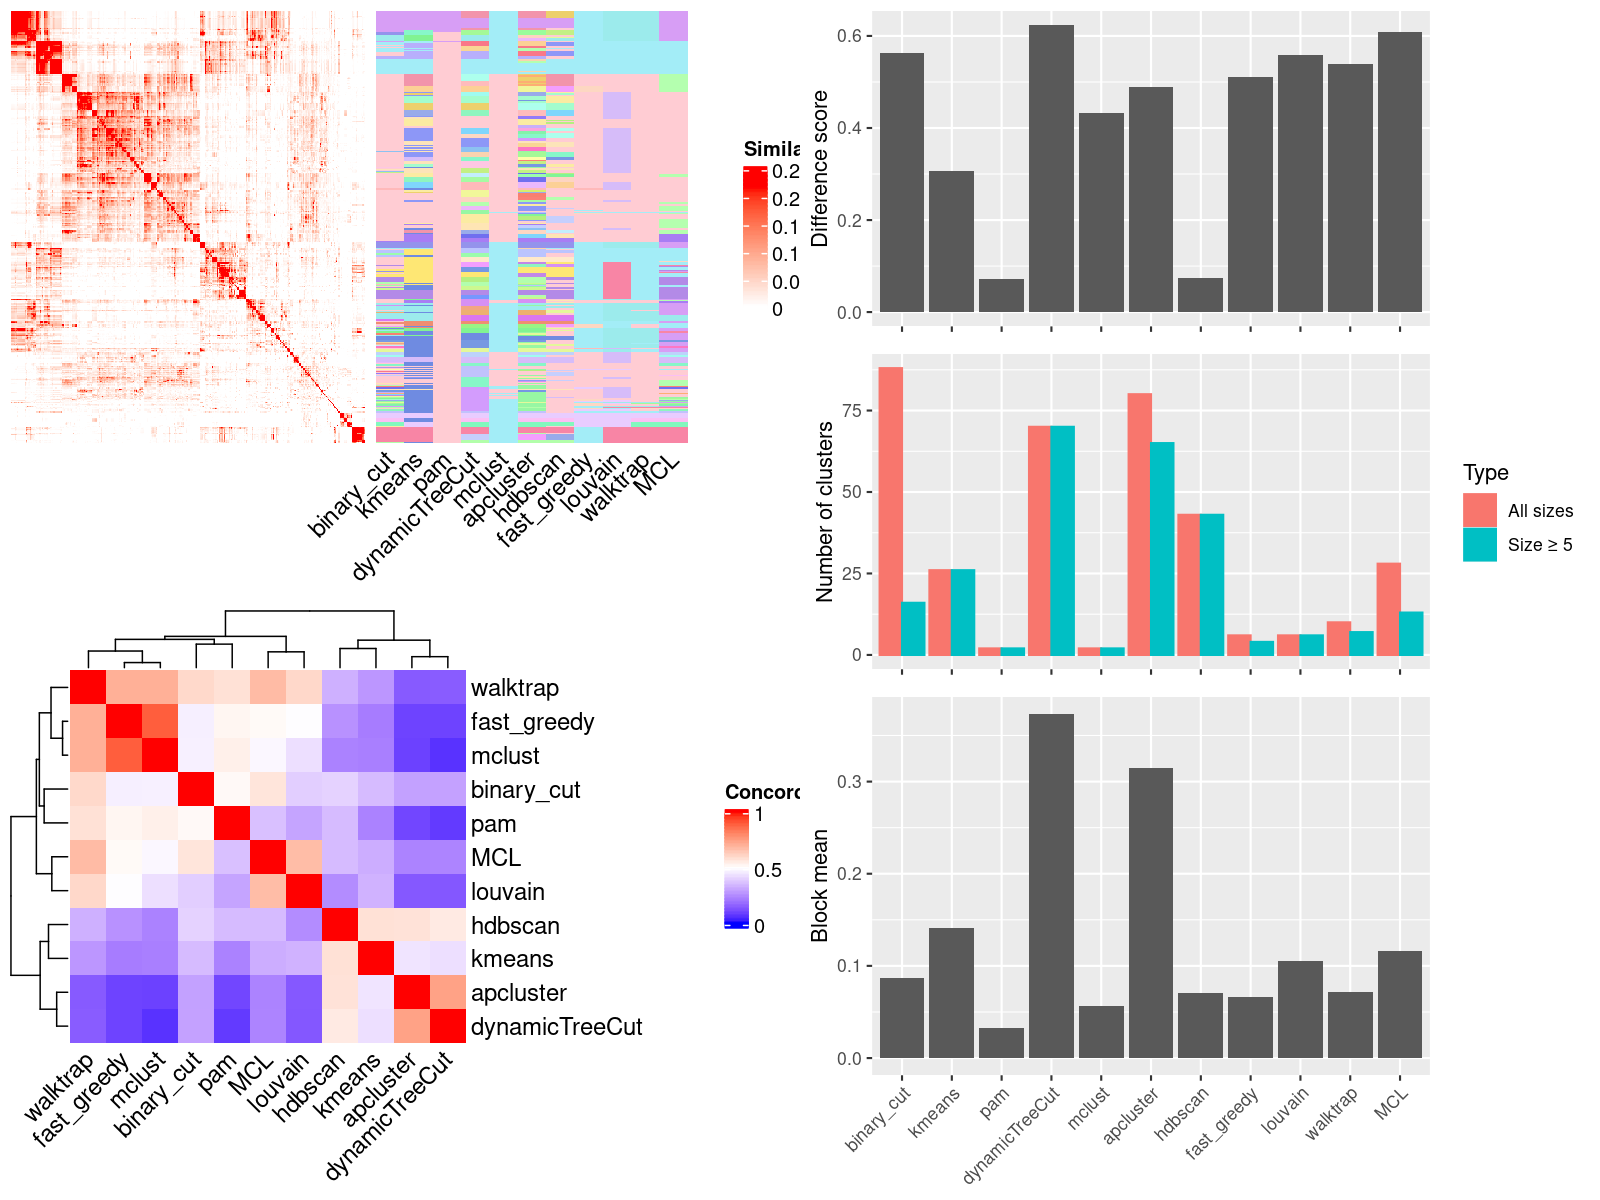 Simila
0.2
0.2
0.1
0.1
0.0
0
binary_cut
kmeans
pam
dynamicTreeCut
mclust
apcluster
hdbscan
fast_greedy
louvain
walktrap
MCL
walktrap
fast_greedy
mclust
binary_cut
pam
MCL
louvain
hdbscan
kmeans
apcluster
dynamicTreeCut
walktrap
fast_greedy
mclust
binary_cut
pam
MCL
louvain
hdbscan
kmeans
apcluster
dynamicTreeCut
Concord
1
0.5
0
Difference score
0.6
0.4
0.2
0.0
Number of clusters
75
50
25
0
Type
All sizes
Size ≥ 5
Block mean
0.3
0.2
0.1
0.0
binary_cut
kmeans
pam
dynamicTreeCut
mclust
apcluster
hdbscan
fast_greedy
louvain
walktrap
MCL